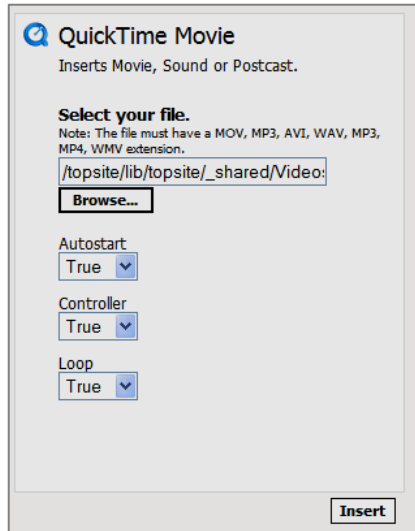 QuickTime Movie
Inserts Movie, Sound or Postcast.
Select your file.
Note: The file must have a MOV, MP3, AVI, WAV, MP3,
MP4, WMV extension.
/topsite/lib/topsite/_shared/Videos
Browse...
Autostart
True
Controller
True
Loop
True
Insert